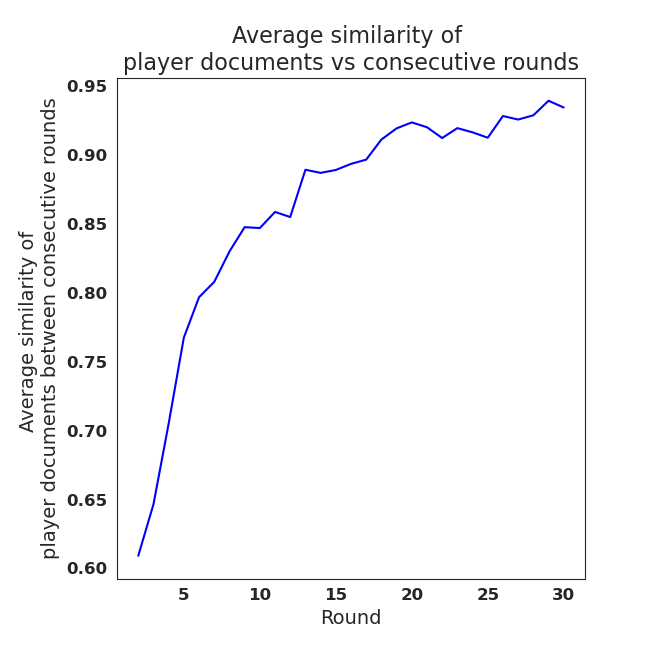 Average similarity of
player documents vs consecutive rounds
Average similarity of
player documents between consecutive rounds
0.95
0.90
0.85
0.80
0.75
0.70
0.65
0.60
5 10 15 20 25 30
Round